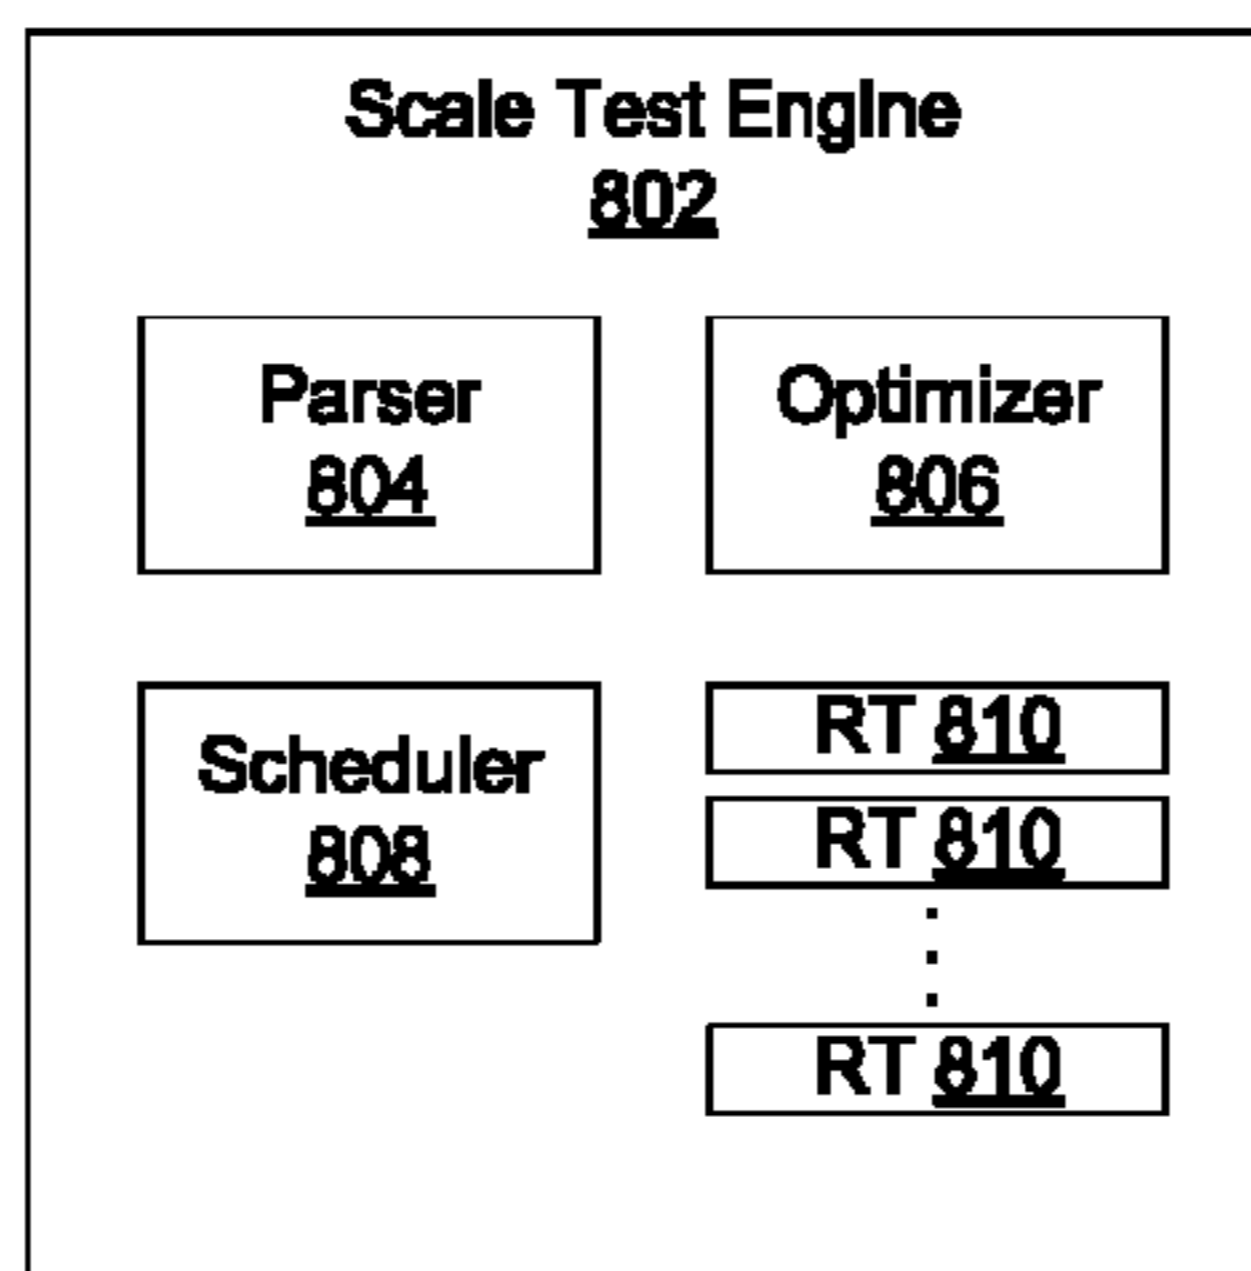 Scale Test Engine
802
Parser
804
Optimizer
806
Scheduler
808
RT 810
RT 810
RT 810